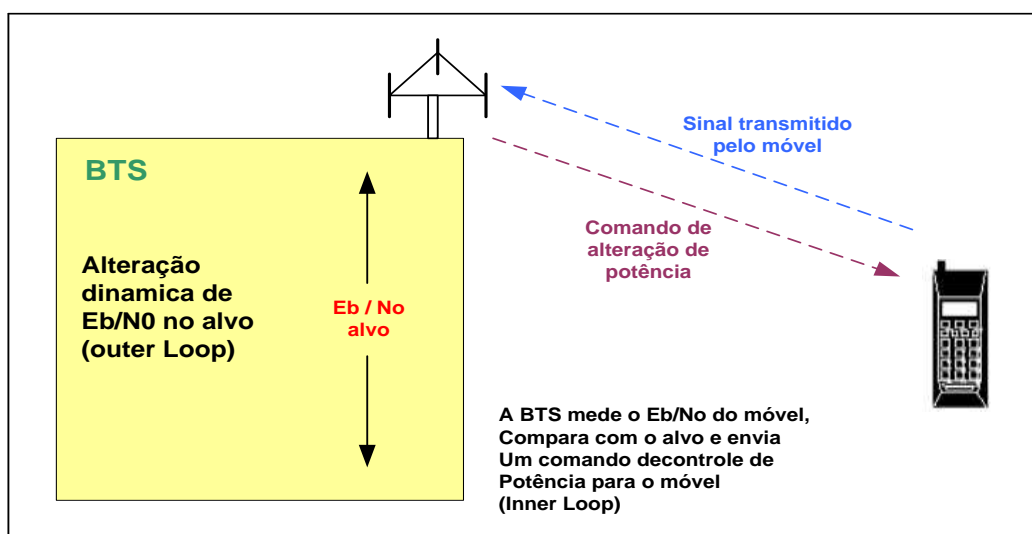 BTS
Alteração
dinamica de
Eb/N0 no alvo
(outer Loop)
Eb / No
alvo
Sinal transmitido
pelo móvel
Comando de
alteração de
potência
A BTS mede o Eb/No do móvel,
Compara com o alvo e envia
Um comando decontrole de
Potência para o móvel
(Inner Loop)